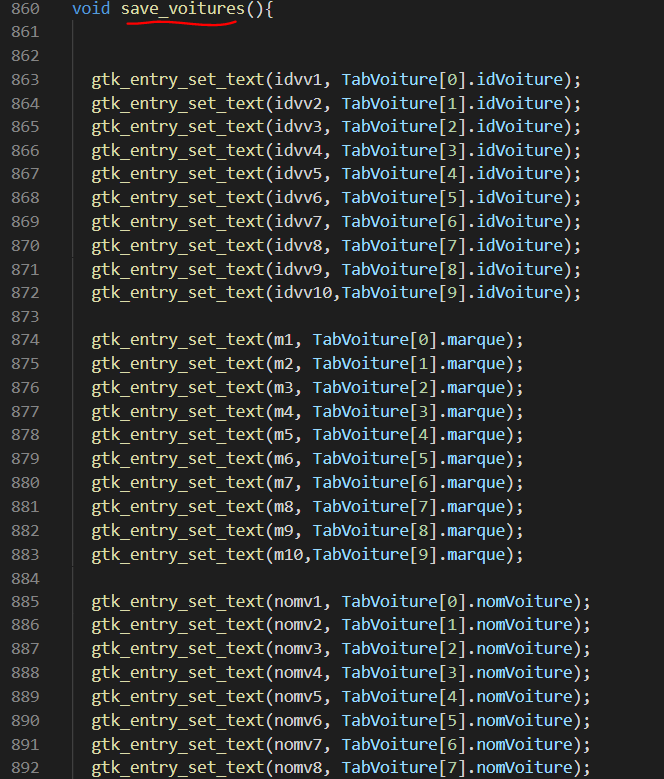 860 void save_voitures(){
861
862
863 gtk_entry_set_text(idvv1, TabVoiture[0].idVoiture);
864 gtk_entry_set_text(idvv2, TabVoiture[1].idVoiture);
865 gtk_entry_set_text(idvv3, TabVoiture[2].idVoiture);
866 gtk_entry_set_text(idvv4, TabVoiture[3].idVoiture);
867 gtk_entry_set_text(idvv5, TabVoiture[4].idVoiture);
868 gtk_entry_set_text(idvv6, TabVoiture[5].idVoiture);
869 gtk_entry_set_text(idvv7, TabVoiture[6].idVoiture);
870 gtk_entry_set_text(idvv8, TabVoiture[7].idVoiture);
871 gtk_entry_set_text(idvv9, TabVoiture[8].idVoiture);
872 gtk_entry_set_text(idvv10,TabVoiture[9].idVoiture);
873
874 gtk_entry_set_text(m1, TabVoiture[0].marque);
875 gtk_entry_set_text(m2, TabVoiture[1].marque);
876 gtk_entry_set_text(m3, TabVoiture[2].marque);
877 gtk_entry_set_text(m4, TabVoiture[3].marque);
878 gtk_entry_set_text(m5, TabVoiture[4].marque);
879 gtk_entry_set_text(m6, TabVoiture[5].marque);
880 gtk_entry_set_text(m7, TabVoiture[6].marque);
881 gtk_entry_set_text(m8, TabVoiture[7].marque);
882 gtk_entry_set_text(m9, TabVoiture[8].marque);
883 gtk_entry_set_text(m10,TabVoiture[9].marque);
884
885 gtk_entry_set_text(nomv1, TabVoiture[0].nomVoiture);
886 gtk_entry_set_text(nomv2, TabVoiture[1].nomVoiture);
887 gtk_entry_set_text(nomv3, TabVoiture[2].nomVoiture);
888 gtk_entry_set_text(nomv4, TabVoiture[3].nomVoiture);
889 gtk_entry_set_text(nomv5, TabVoiture[4].nomVoiture);
890 gtk_entry_set_text(nomv6, TabVoiture[5].nomVoiture);
891 gtk_entry_set_text(nomv7, TabVoiture[6].nomVoiture);
892 gtk_entry_set_text(nomv8, TabVoiture[7].nomVoiture);